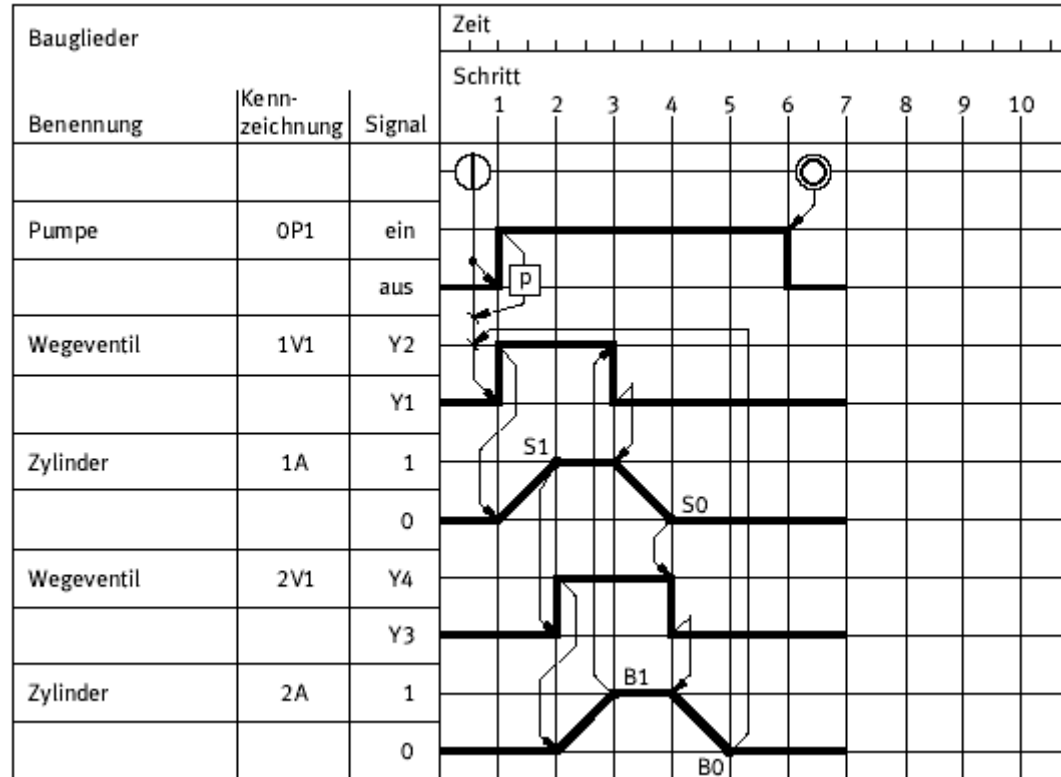 Bauglieder
Zeit
Schritt
Benennung Kenn-
zeichnung Signal
1 2 3 4 5 6 7 8 9 10
Pumpe 0P1 ein
aus
p
Wegeventil 1V1 Y2
Y1
Zylinder 1A 1
S1
0
S0
Wegeventil 2V1 Y4
Y3
Zylinder 2A 1
B1
0
B0